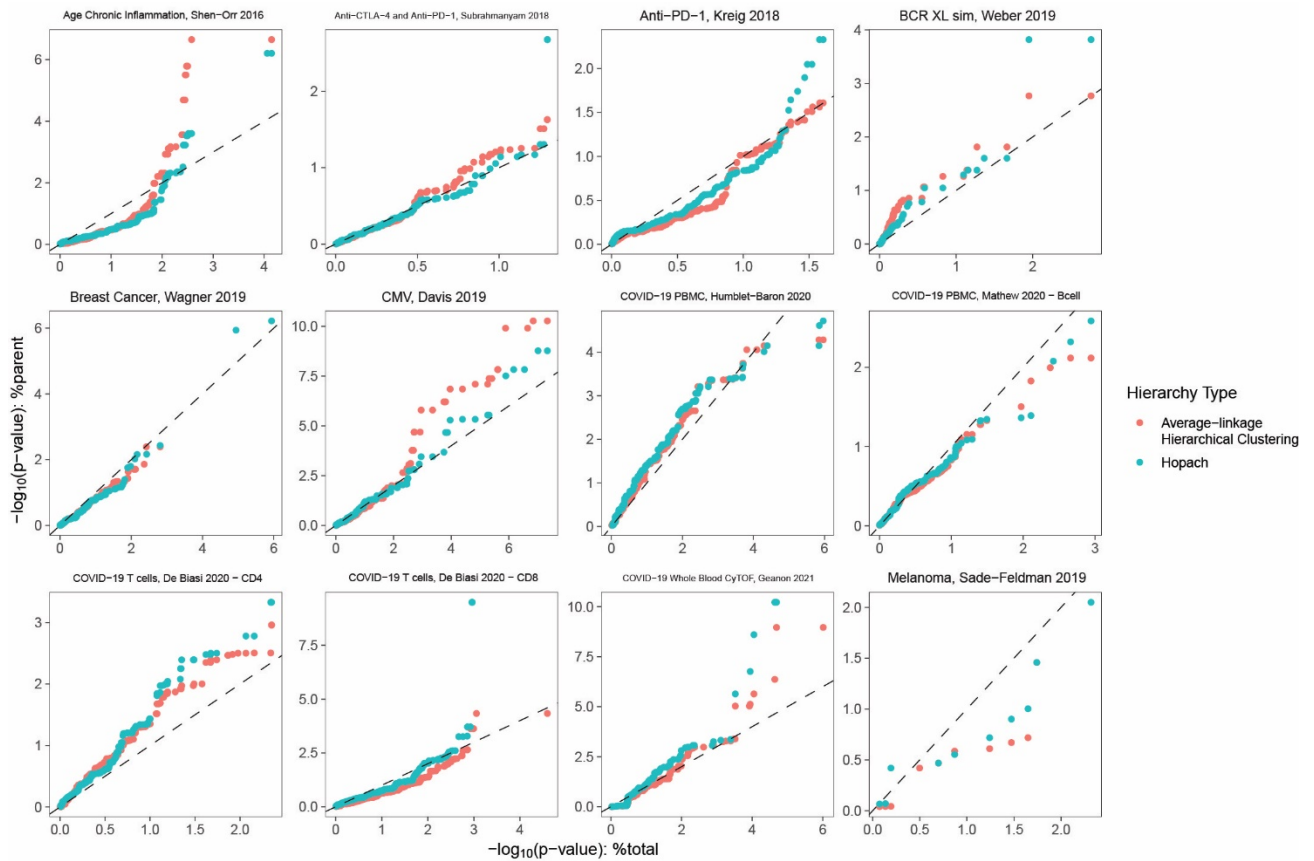 Age Chronic Inflammation, Shen-Orr 2016
Anti-CTLA-4 and Anti-PD-1, Subrahmanyam 2018
Anti-PD-1, Kreig 2018
BCR XL sim, Weber 2019
6
4
2
0
0 1 2 3 4
2
1
0
0.0 0.5 1.0
2.0
1.5
1.0
0.5
0.0
0.0 0.5 1.0 1.5
4
3
2
1
0
0 1 2
Breast Cancer, Wagner 2019
CMV, Davis 2019
COVID-19 PBMC, Humblet-Baron 2020
COVID-19 PBMC, Mathew 2020 - Bcell
6
4
2
0
0 2 4 6
10.0
7.5
5.0
2.5
0.0
0 2 4 6
4
3
2
1
0
0 2 4 6
2.5
2.0
1.5
1.0
0.5
0.0
0 1 2 3
COVID-19 T cells, De Biasi 2020 - CD4
COVID-19 T cells, De Biasi 2020 - CD8
COVID-19 Whole Blood CyTOF, Geanon 2021
Melanoma, Sade-Feldman 2019
3
2
1
0
0.0 0.5 1.0 1.5 2.0
7.5
5.0
2.5
0.0
0 1 2 3 4
10.0
7.5
5.0
2.5
0.0
0 2 4 6
2.0
1.5
1.0
0.5
0.0
0.0 0.5 1.0 1.5 2.0
−log10(p−value): %parent
−log10(p−value): %total
Hierarchy Type
Average−linkage
Hierarchical Clustering
Hopach